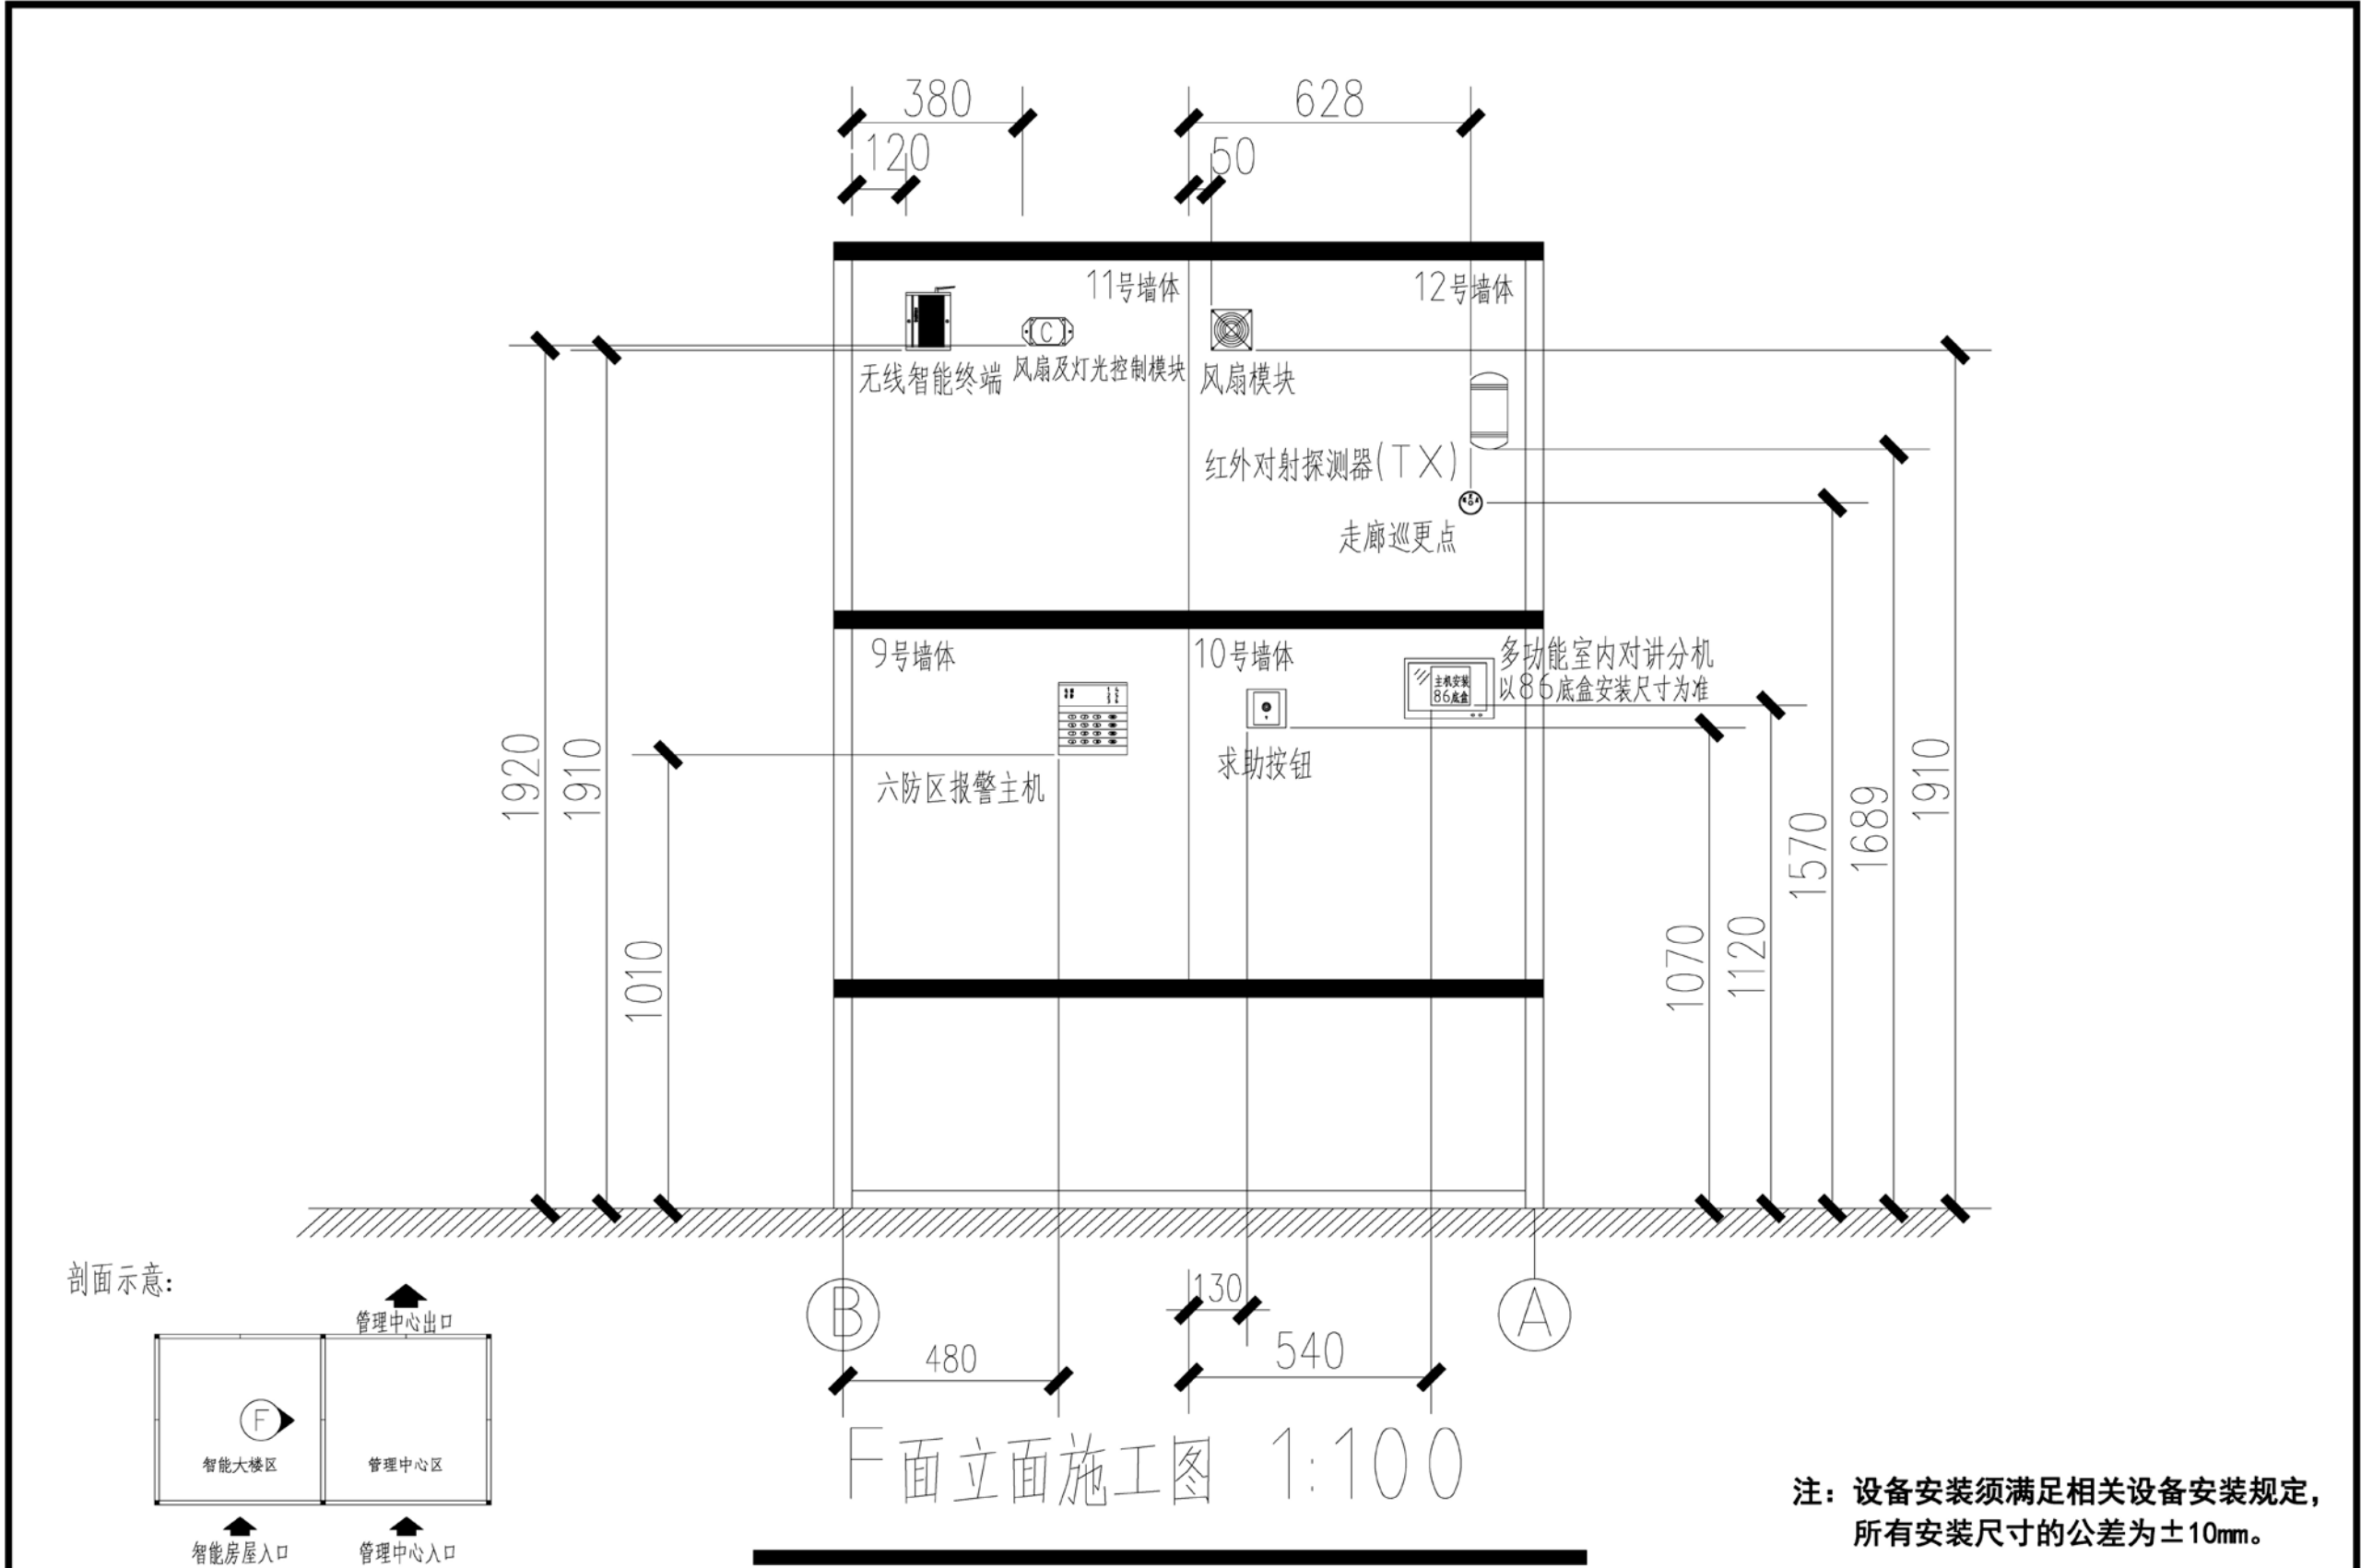 380
628
120
50
11号墙体
12号墙体
C
无线智能终端
风扇及灯光控制模块
风扇模块
红外对射探测器(TX)
走廊巡更点
9号墙体
10号墙体
多功能室内对讲分机
以86底盒安装尺寸为准
主机安装
86底盒
六防区报警主机
求助按钮
1920
1910
1010
1070
1120
1570
1689
1910
剖面示意:
管理中心出口
F
智能大楼区
管理中心区
智能房屋入口
管理中心入口
B
A
130
480
540
F面立面施工图 1:100
注：设备安装须满足相关设备安装规定，
所有安装尺寸的公差为±10mm。